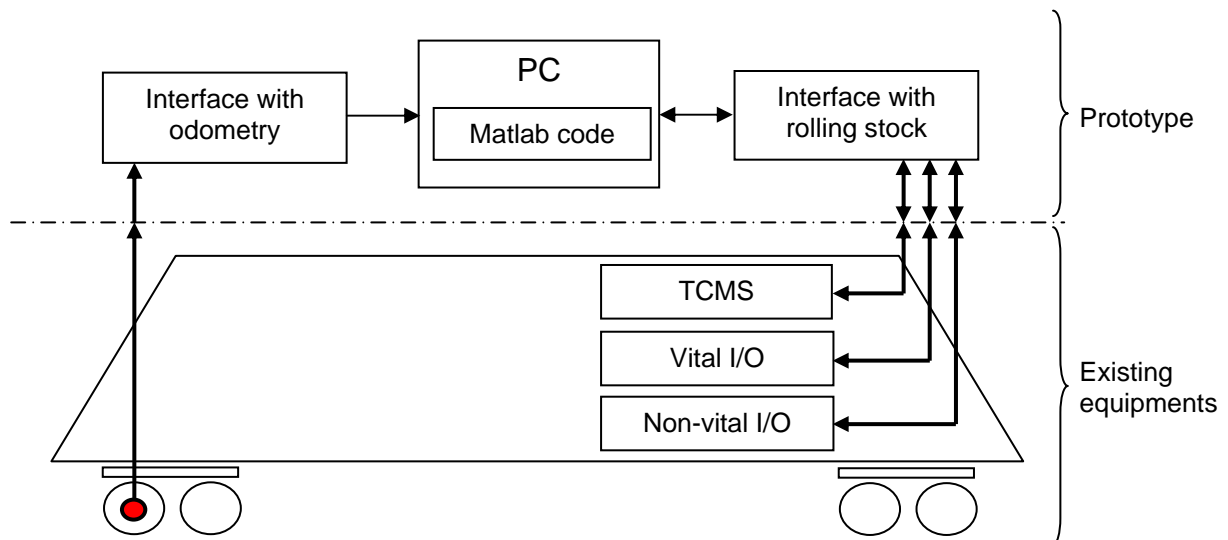 PC
Matlab code
Interface with
odometry
Interface with
rolling stock
Prototype
TCMS
Vital I/O
Non-vital I/O
Existing
equipments